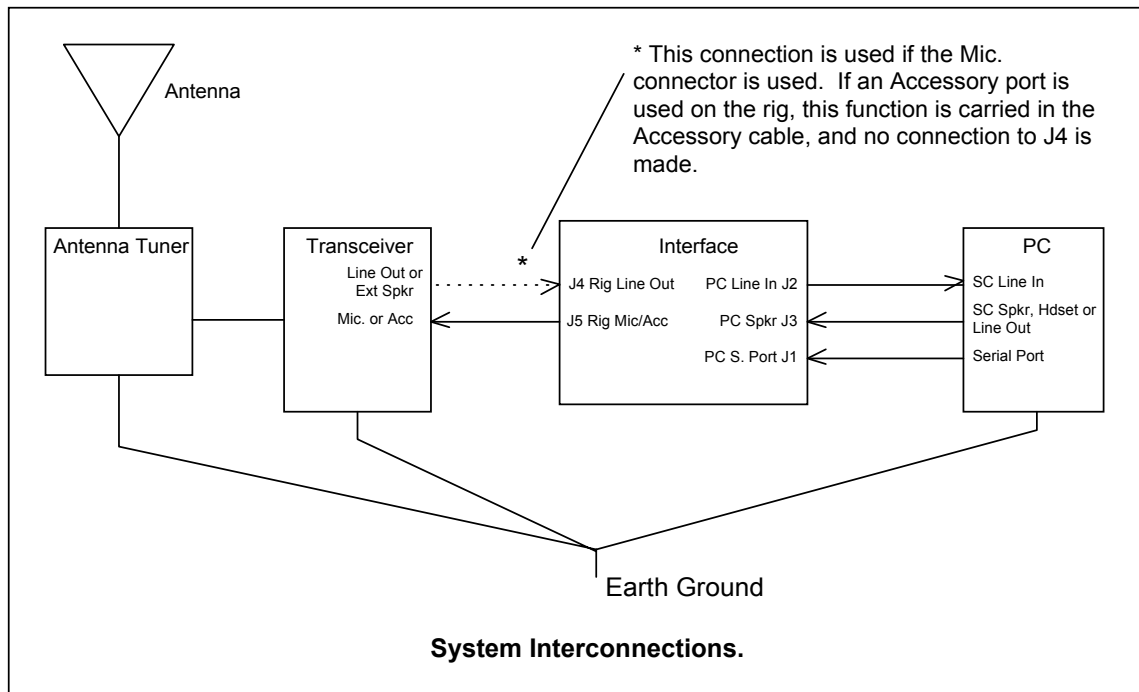 * This connection is used if the Mic.
connector is used.  If an Accessory port is
used on the rig, this function is carried in the
Accessory cable, and no connection to J4 is
made.
Antenna
Antenna Tuner
Transceiver
Line Out or
Ext Spkr
Mic. or Acc
*
Interface
J4 Rig Line Out
PC Line In J2
J5 Rig Mic/Acc
PC Spkr J3
PC S. Port J1
PC
SC Line In
SC Spkr, Hdset or
Line Out
Serial Port
Earth Ground
System Interconnections.